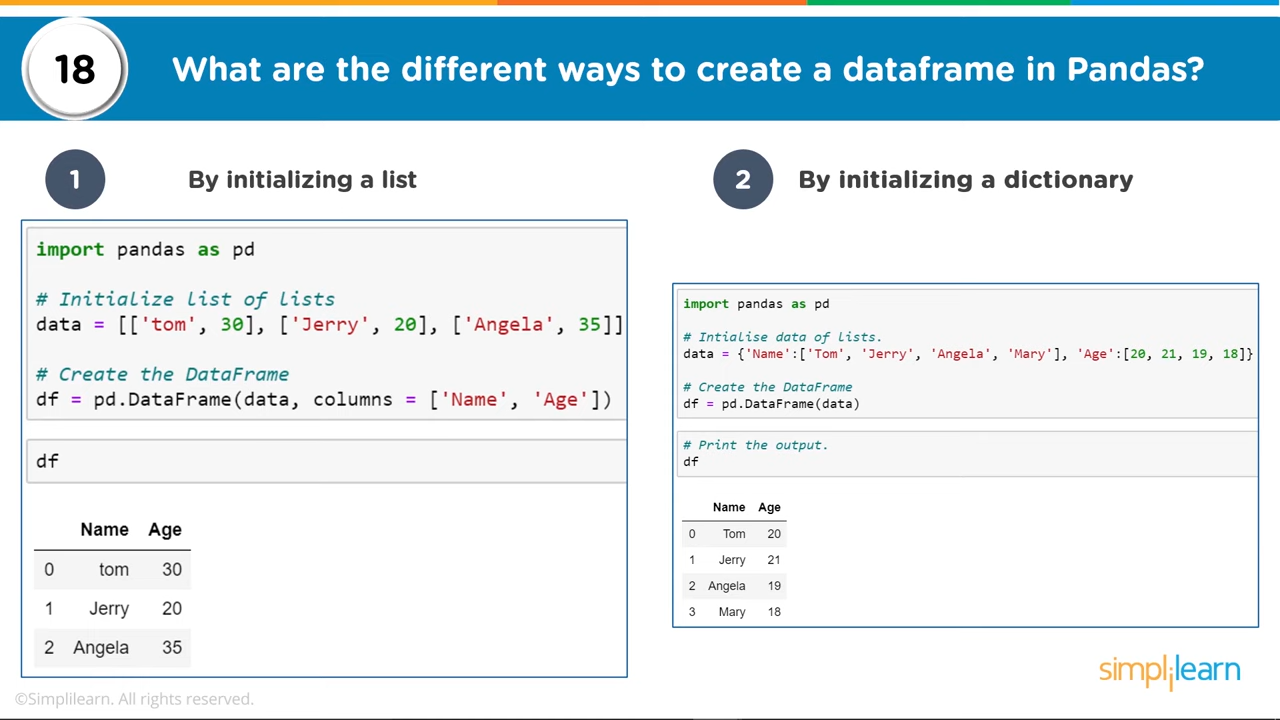 18
What are the different ways to create a dataframe in Pandas?
1
By initializing a list
import pandas as pd
# Initialize list of lists
data = [['tom', 30], ['Jerry', 20], ['Angela', 35]]
# Create the DataFrame
df = pd.DataFrame(data, columns = ['Name', 'Age'])
df
Name Age
0 tom 30
1 Jerry 20
2 Angela 35
2
By initializing a dictionary
import pandas as pd
# Intialise data of lists.
data = {'Name':['Tom', 'Jerry', 'Angela', 'Mary'], 'Age':[20, 21, 19, 18]}
# Create the DataFrame
df = pd.DataFrame(data)
# Print the output.
df
Name Age
0 Tom 20
1 Jerry 21
2 Angela 19
3 Mary 18
©Simplilearn. All rights reserved.
simplilearn